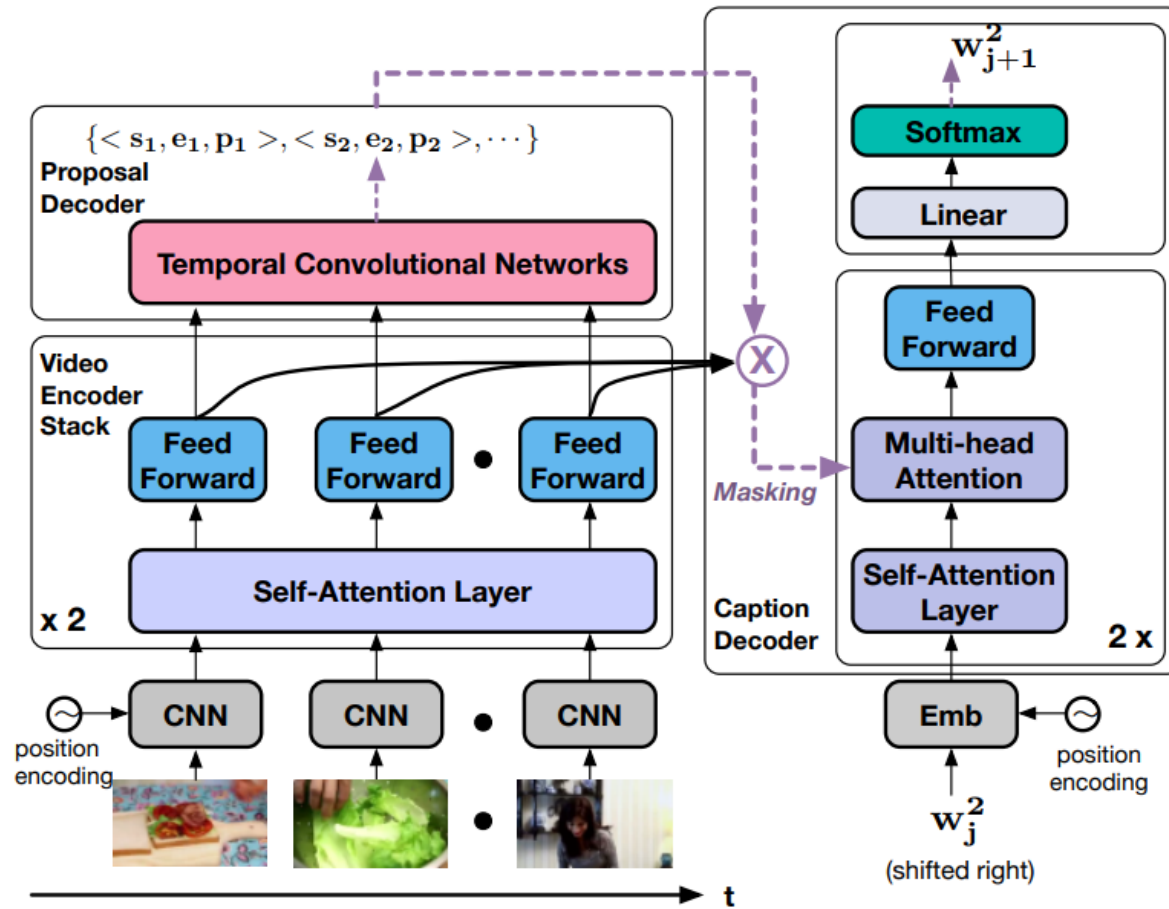 {< s₁, e₁, p₁ >, < s₂, e₂, p₂ >, ⋯}
Proposal
Decoder
Temporal Convolutional Networks
Video
Encoder
Stack
Feed
Forward
Feed
Forward
Feed
Forward
Self-Attention Layer
x 2
CNN
CNN
CNN
position
encoding
t
X
Masking
w²ⱼ₊₁
Softmax
Linear
Feed
Forward
Multi-head
Attention
Self-Attention
Layer
Caption
Decoder
2 x
Emb
position
encoding
w²ⱼ
(shifted right)